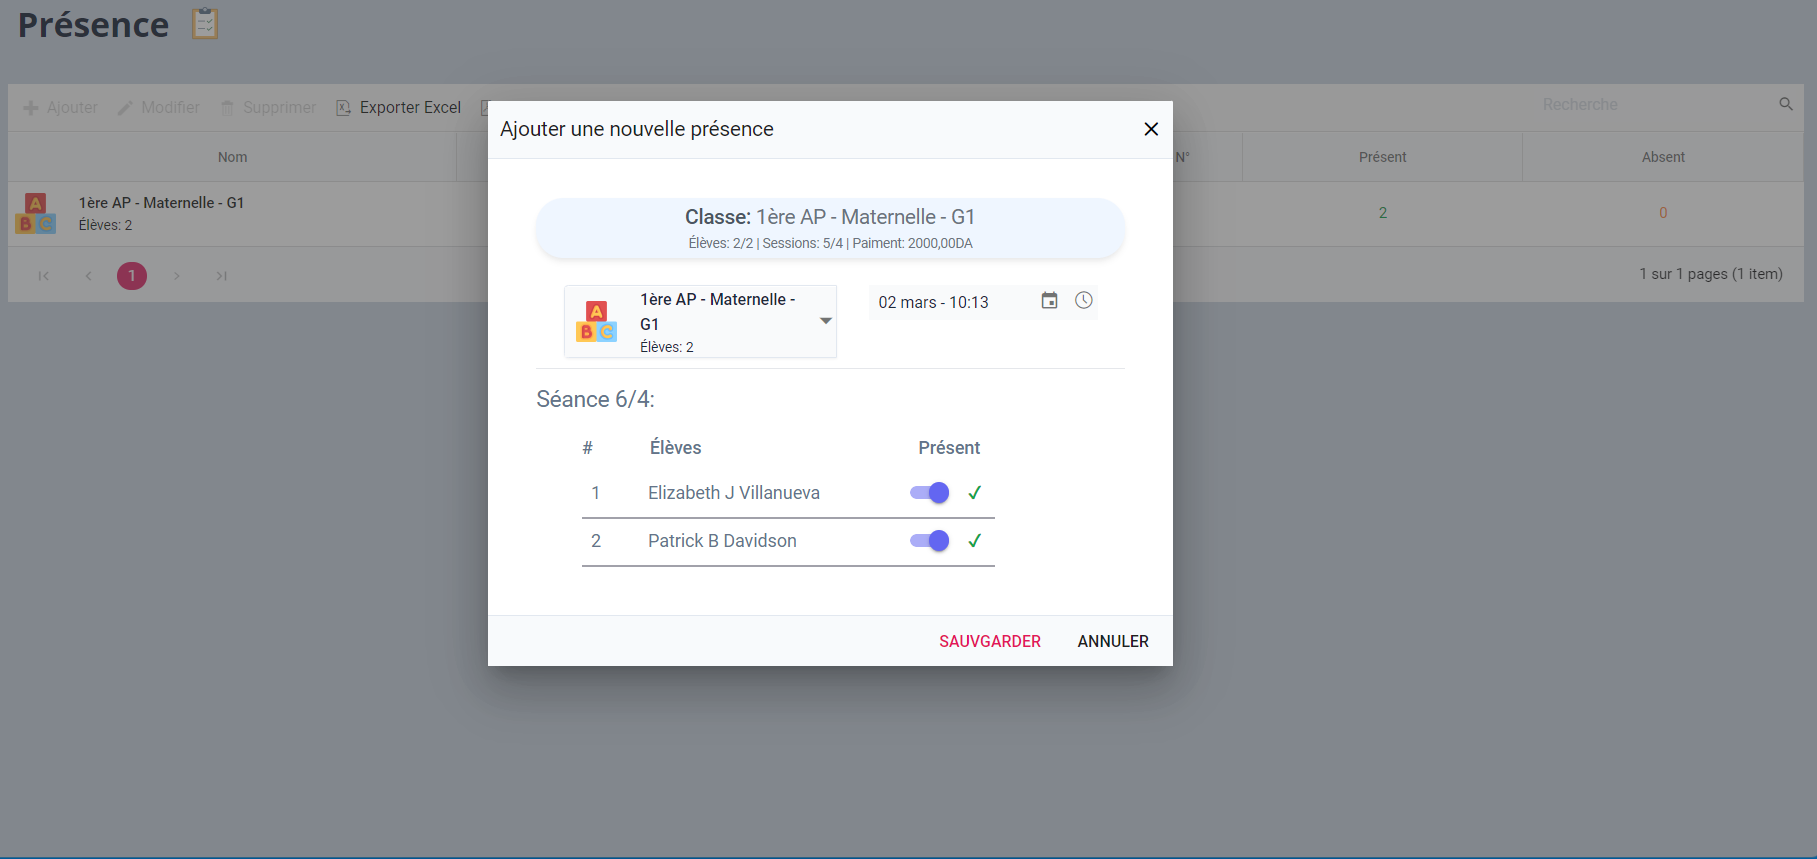 Présence
Ajouter
Modifier
Supprimer
Exporter Excel
Recherche
Nom
N°
Présent
Absent
1ère AP - Maternelle - G1
Élèves: 2
2
0
1
1 sur 1 pages (1 item)
Ajouter une nouvelle présence
Classe: 1ère AP - Maternelle - G1
Élèves: 2/2 | Sessions: 5/4 | Paiment: 2000,00DA
A
B C
1ère AP - Maternelle -
G1
Élèves: 2
02 mars - 10:13
Séance 6/4:
# Élèves Présent
1 Elizabeth J Villanueva
2 Patrick B Davidson
SAUVGARDER
ANNULER